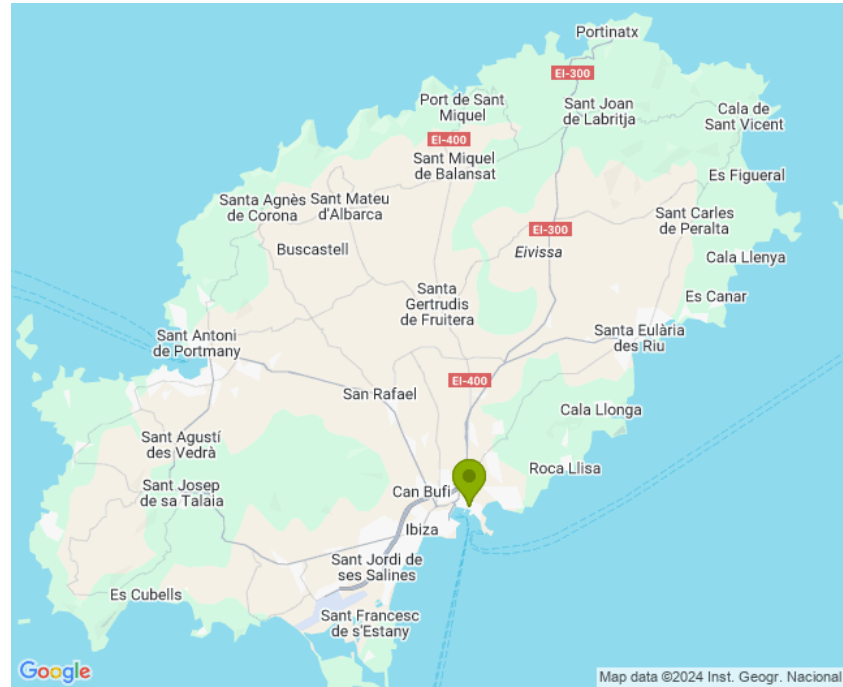 Portinatx
EI-300
Port de Sant
Miquel
Sant Joan
de Labritja
Cala de
Sant Vicent
EI-400
Sant Miquel
de Balansat
Es Figueral
Santa Agnès
de Corona
Sant Mateu
d'Albarca
Sant Carles
de Peralta
EI-300
Buscastell
Eivissa
Cala Llenya
Santa
Gertrudis
de Fruitera
Es Canar
Sant Antoni
de Portmany
Santa Eulària
des Riu
EI-400
San Rafael
Cala Llonga
Sant Agustí
des Vedrà
Roca Llisa
Sant Josep
de sa Talaia
Can Bufí
Ibiza
Sant Jordi de
ses Salines
Es Cubells
Sant Francesc
de s'Estany
Google
Map data ©2024 Inst. Geogr. Nacional